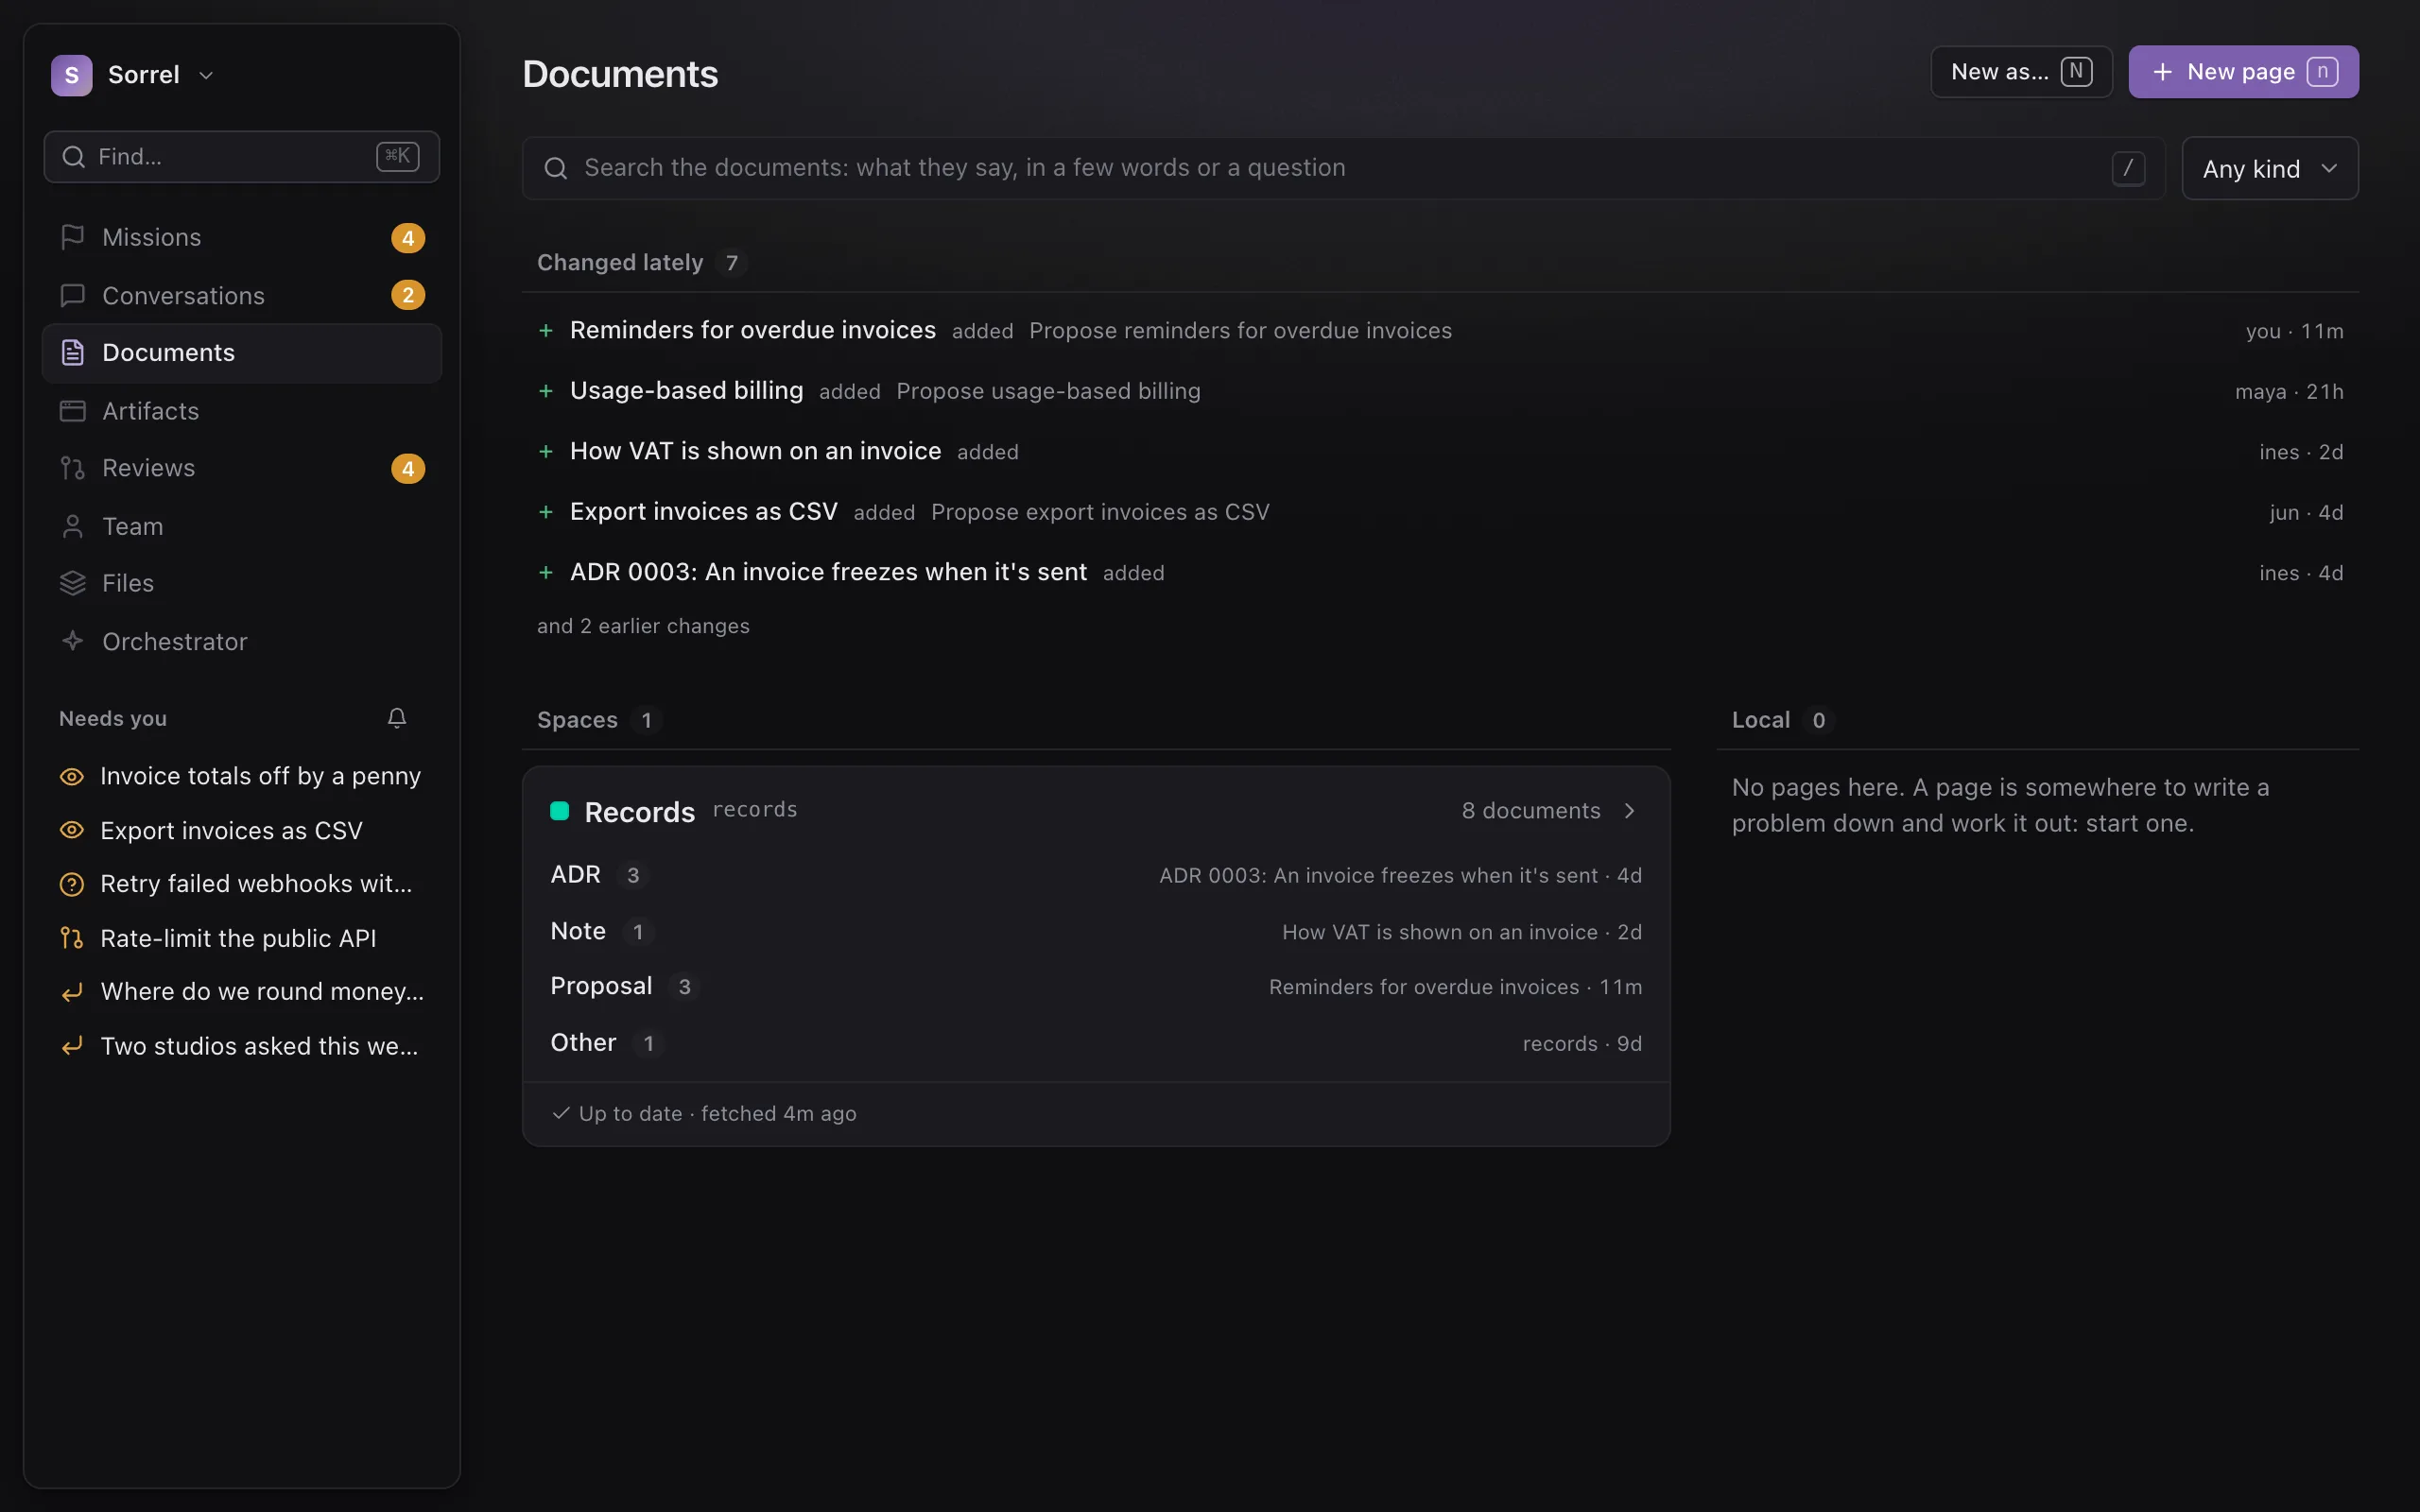 S Sorrel
Find... ⌘K
Missions 4
Conversations 2
Documents
Artifacts
Reviews 4
Team
Files
Orchestrator
Needs you
Invoice totals off by a penny
Export invoices as CSV
Retry failed webhooks wit...
Rate-limit the public API
Where do we round money...
Two studios asked this we...
Documents
New as... N
New page n
Search the documents: what they say, in a few words or a question /
Any kind
Changed lately 7
+ Reminders for overdue invoices added Propose reminders for overdue invoices you · 11m
+ Usage-based billing added Propose usage-based billing maya · 21h
+ How VAT is shown on an invoice added ines · 2d
+ Export invoices as CSV added Propose export invoices as CSV jun · 4d
+ ADR 0003: An invoice freezes when it's sent added ines · 4d
and 2 earlier changes
Spaces 1
Records records 8 documents
ADR 3 ADR 0003: An invoice freezes when it's sent · 4d
Note 1 How VAT is shown on an invoice · 2d
Proposal 3 Reminders for overdue invoices · 11m
Other 1 records · 9d
Up to date · fetched 4m ago
Local 0
No pages here. A page is somewhere to write a
problem down and work it out: start one.